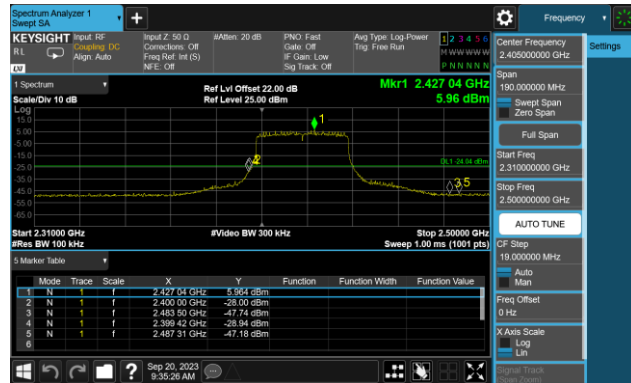 Spectrum Analyzer 1
Swept SA
Frequency
KEYSIGHT
RL
Input: RF
Coupling: DC
Align: Auto
Input Z: 50 Ω
Corrections: Off
Freq Ref: Int (S)
NFE: Off
#Atten: 20 dB
PNO: Fast
Gate: Off
IF Gain: Low
Sig Track: Off
Avg Type: Log-Power
Trig: Free Run
1 2 3 4 5 6
M W W W W W
P N N N N N
LXI
1 Spectrum
Scale/Div 10 dB
Ref Lvl Offset 22.00 dB
Ref Level 25.00 dBm
Mkr1 2.427 04 GHz
5.96 dBm
Log
15.0
5.00
-5.00
-15.0
-25.0
-35.0
-45.0
-55.0
-65.0
1
2
3
5
DL1 -24.04 dBm
Start 2.31000 GHz
#Res BW 100 kHz
#Video BW 300 kHz
Stop 2.50000 GHz
Sweep 1.00 ms (1001 pts)
5 Marker Table
Mode Trace Scale X Y Function Function Width Function Value
1 N 1 f 2.427 04 GHz 5.964 dBm
2 N 1 f 2.400 00 GHz -28.00 dBm
3 N 1 f 2.483 50 GHz -47.74 dBm
4 N 1 f 2.399 42 GHz -28.94 dBm
5 N 1 f 2.487 31 GHz -47.18 dBm
6
Sep 20, 2023
9:35:26 AM
Center Frequency
2.405000000 GHz
Settings
Span
190.000000 MHz
Swept Span
Zero Span
Full Span
Start Freq
2.310000000 GHz
Stop Freq
2.500000000 GHz
AUTO TUNE
CF Step
19.000000 MHz
Auto
Man
Freq Offset
0 Hz
X Axis Scale
Log
Lin
Signal Track
(Span Zoom)